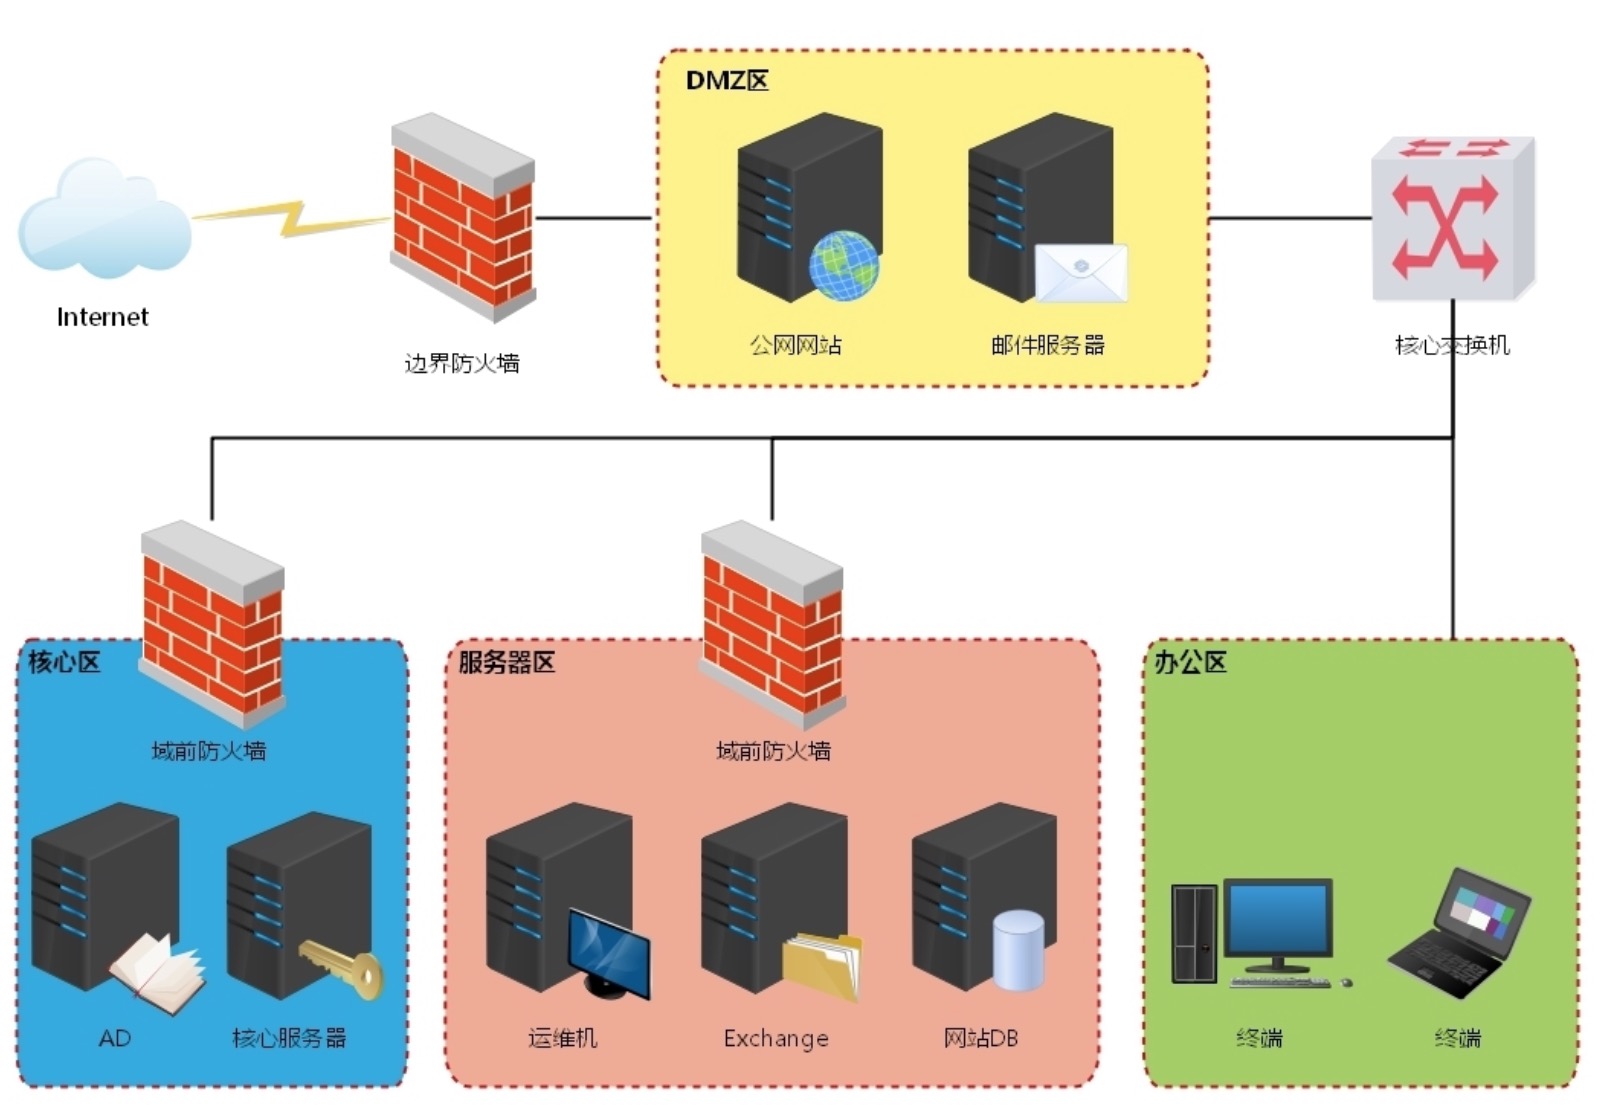 DMZ区
Internet
边界防火墙
公网网站
邮件服务器
核心交换机
核心区
域前防火墙
AD
核心服务器
服务器区
域前防火墙
运维机
Exchange
网站DB
办公区
终端
终端